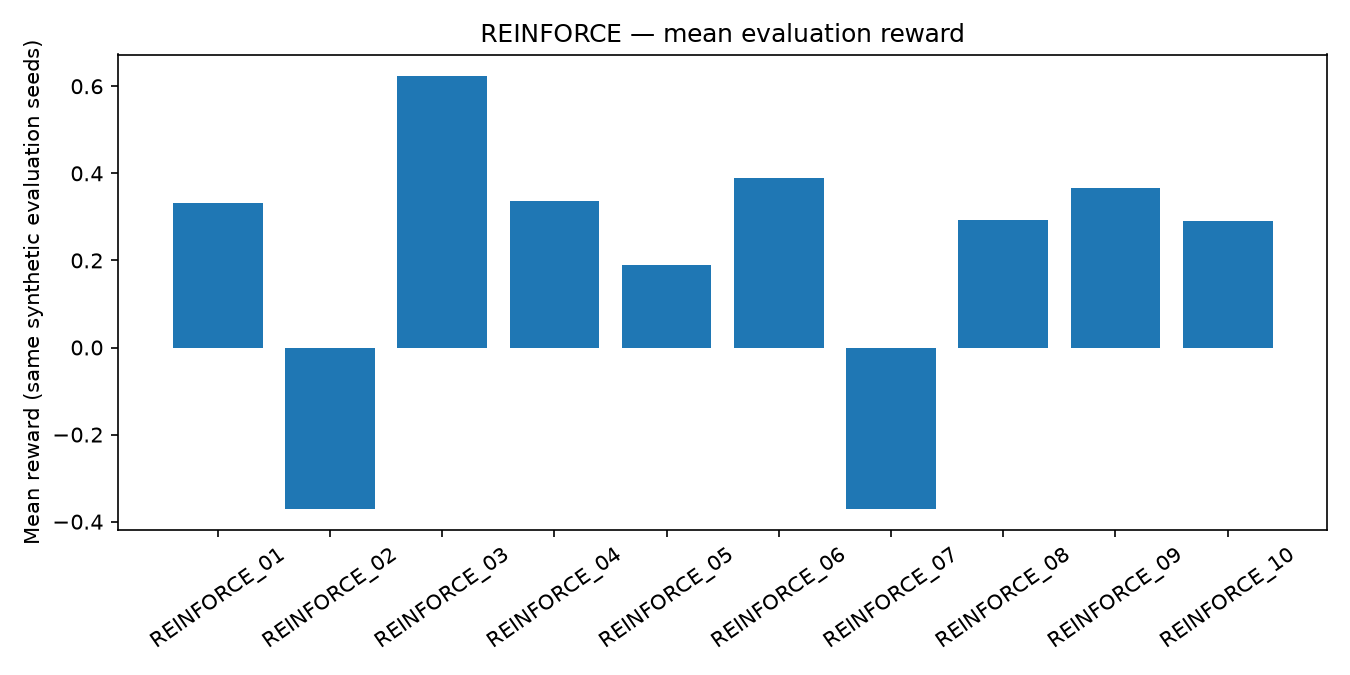 REINFORCE — mean evaluation reward
Mean reward (same synthetic evaluation seeds)
0.6
0.4
0.2
0.0
−0.2
−0.4
REINFORCE_01
REINFORCE_02
REINFORCE_03
REINFORCE_04
REINFORCE_05
REINFORCE_06
REINFORCE_07
REINFORCE_08
REINFORCE_09
REINFORCE_10